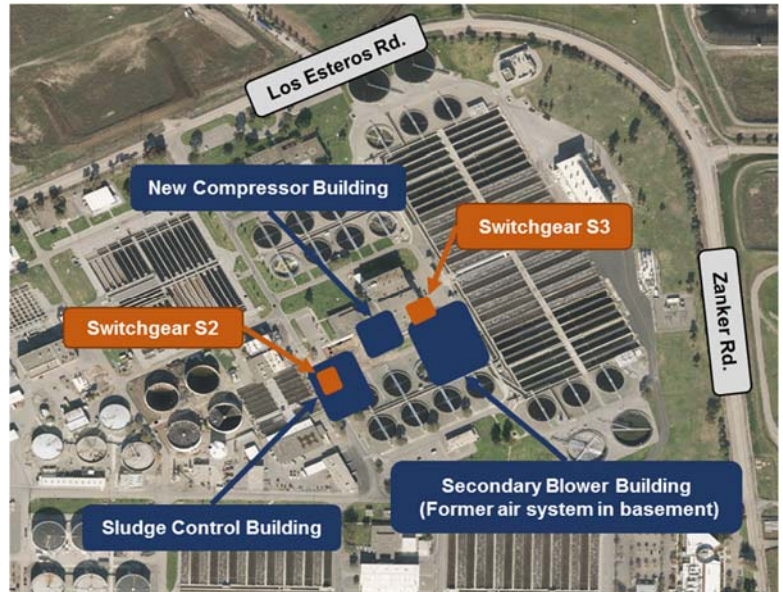 Los Esteros Rd.
New Compressor Building
Switchgear S3
Switchgear S2
Zanker Rd.
Secondary Blower Building
(Former air system in basement)
Sludge Control Building